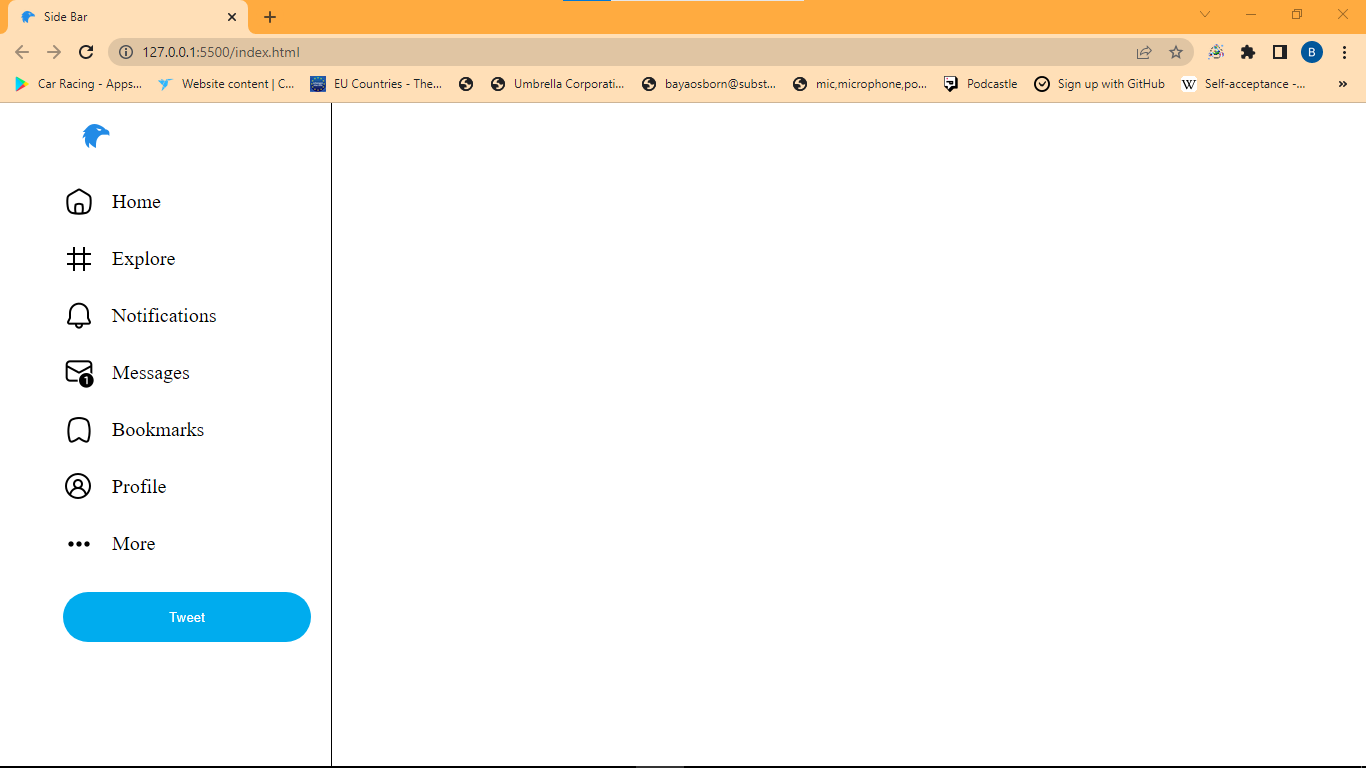 Side Bar
127.0.0.1:5500/index.html
B
Car Racing - Apps... Website content | C... EU Countries - The... Umbrella Corporati... bayaosborn@subst... mic,microphone,po... Podcastle Sign up with GitHub W Self-acceptance -... »
Home
Explore
Notifications
1
Messages
Bookmarks
Profile
More
Tweet